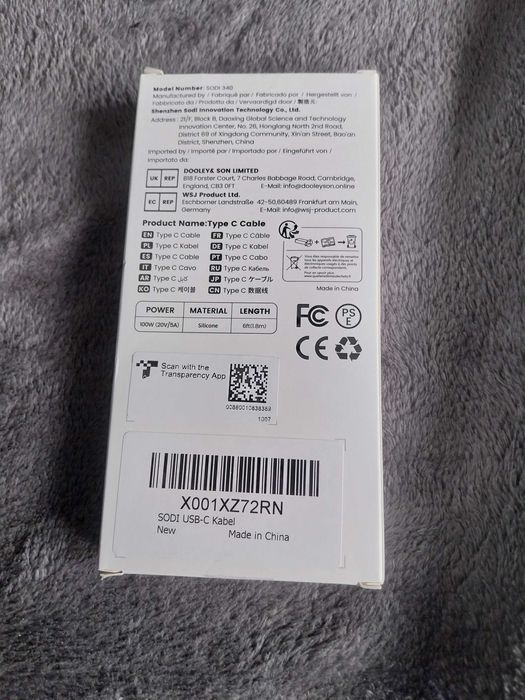 Model Number: SODI 340
Manufactured by / Fabriqué par / Fabricado por / Hergestellt von /
Fabbricato da / Prodotto da / Vervaardigd door / 製造元:
Shenzhen Sodi Innovation Technology Co., Ltd.
Address : 21/F, Block B, Daoxing Global Science and Technology
Innovation Center, No. 26, Honglang North 2nd Road,
District 69 of Xingdong Community, Xin'an Street, Bao'an
District, Shenzhen, China
Imported by / Importé par / Importado por / Eingeführt von /
Importato da:
UK REP
DOOLEY& SON LIMITED
B18 Forster Court, 7 Charles Babbage Road, Cambridge,
England, CB3 0FT E-Mail: info@dooleyson.online
EC REP
WSJ Product Ltd.
Eschborner Landstraße 42-50,60489 Frankfurt am Main,
Germany E-Mail: info@wsj-product.com
Product Name:Type C Cable
EN Type C Cable FR Type C Câble
PL Type C Kabel DE Type C Kabel
ES Type C Cable PT Type C Cabo
IT Type C Cavo RU Type C Кабель
AR Type C كابل JP Type C ケーブル
KO Type C 케이블 CN Type C 数据线
Made in China
POWER MATERIAL LENGTH
100W (20V/5A) Silicone 6ft(1.8m)
FC PS E
CE
Scan with the
Transparency App
1007
X001XZ72RN
SODI USB-C Kabel
New Made in China